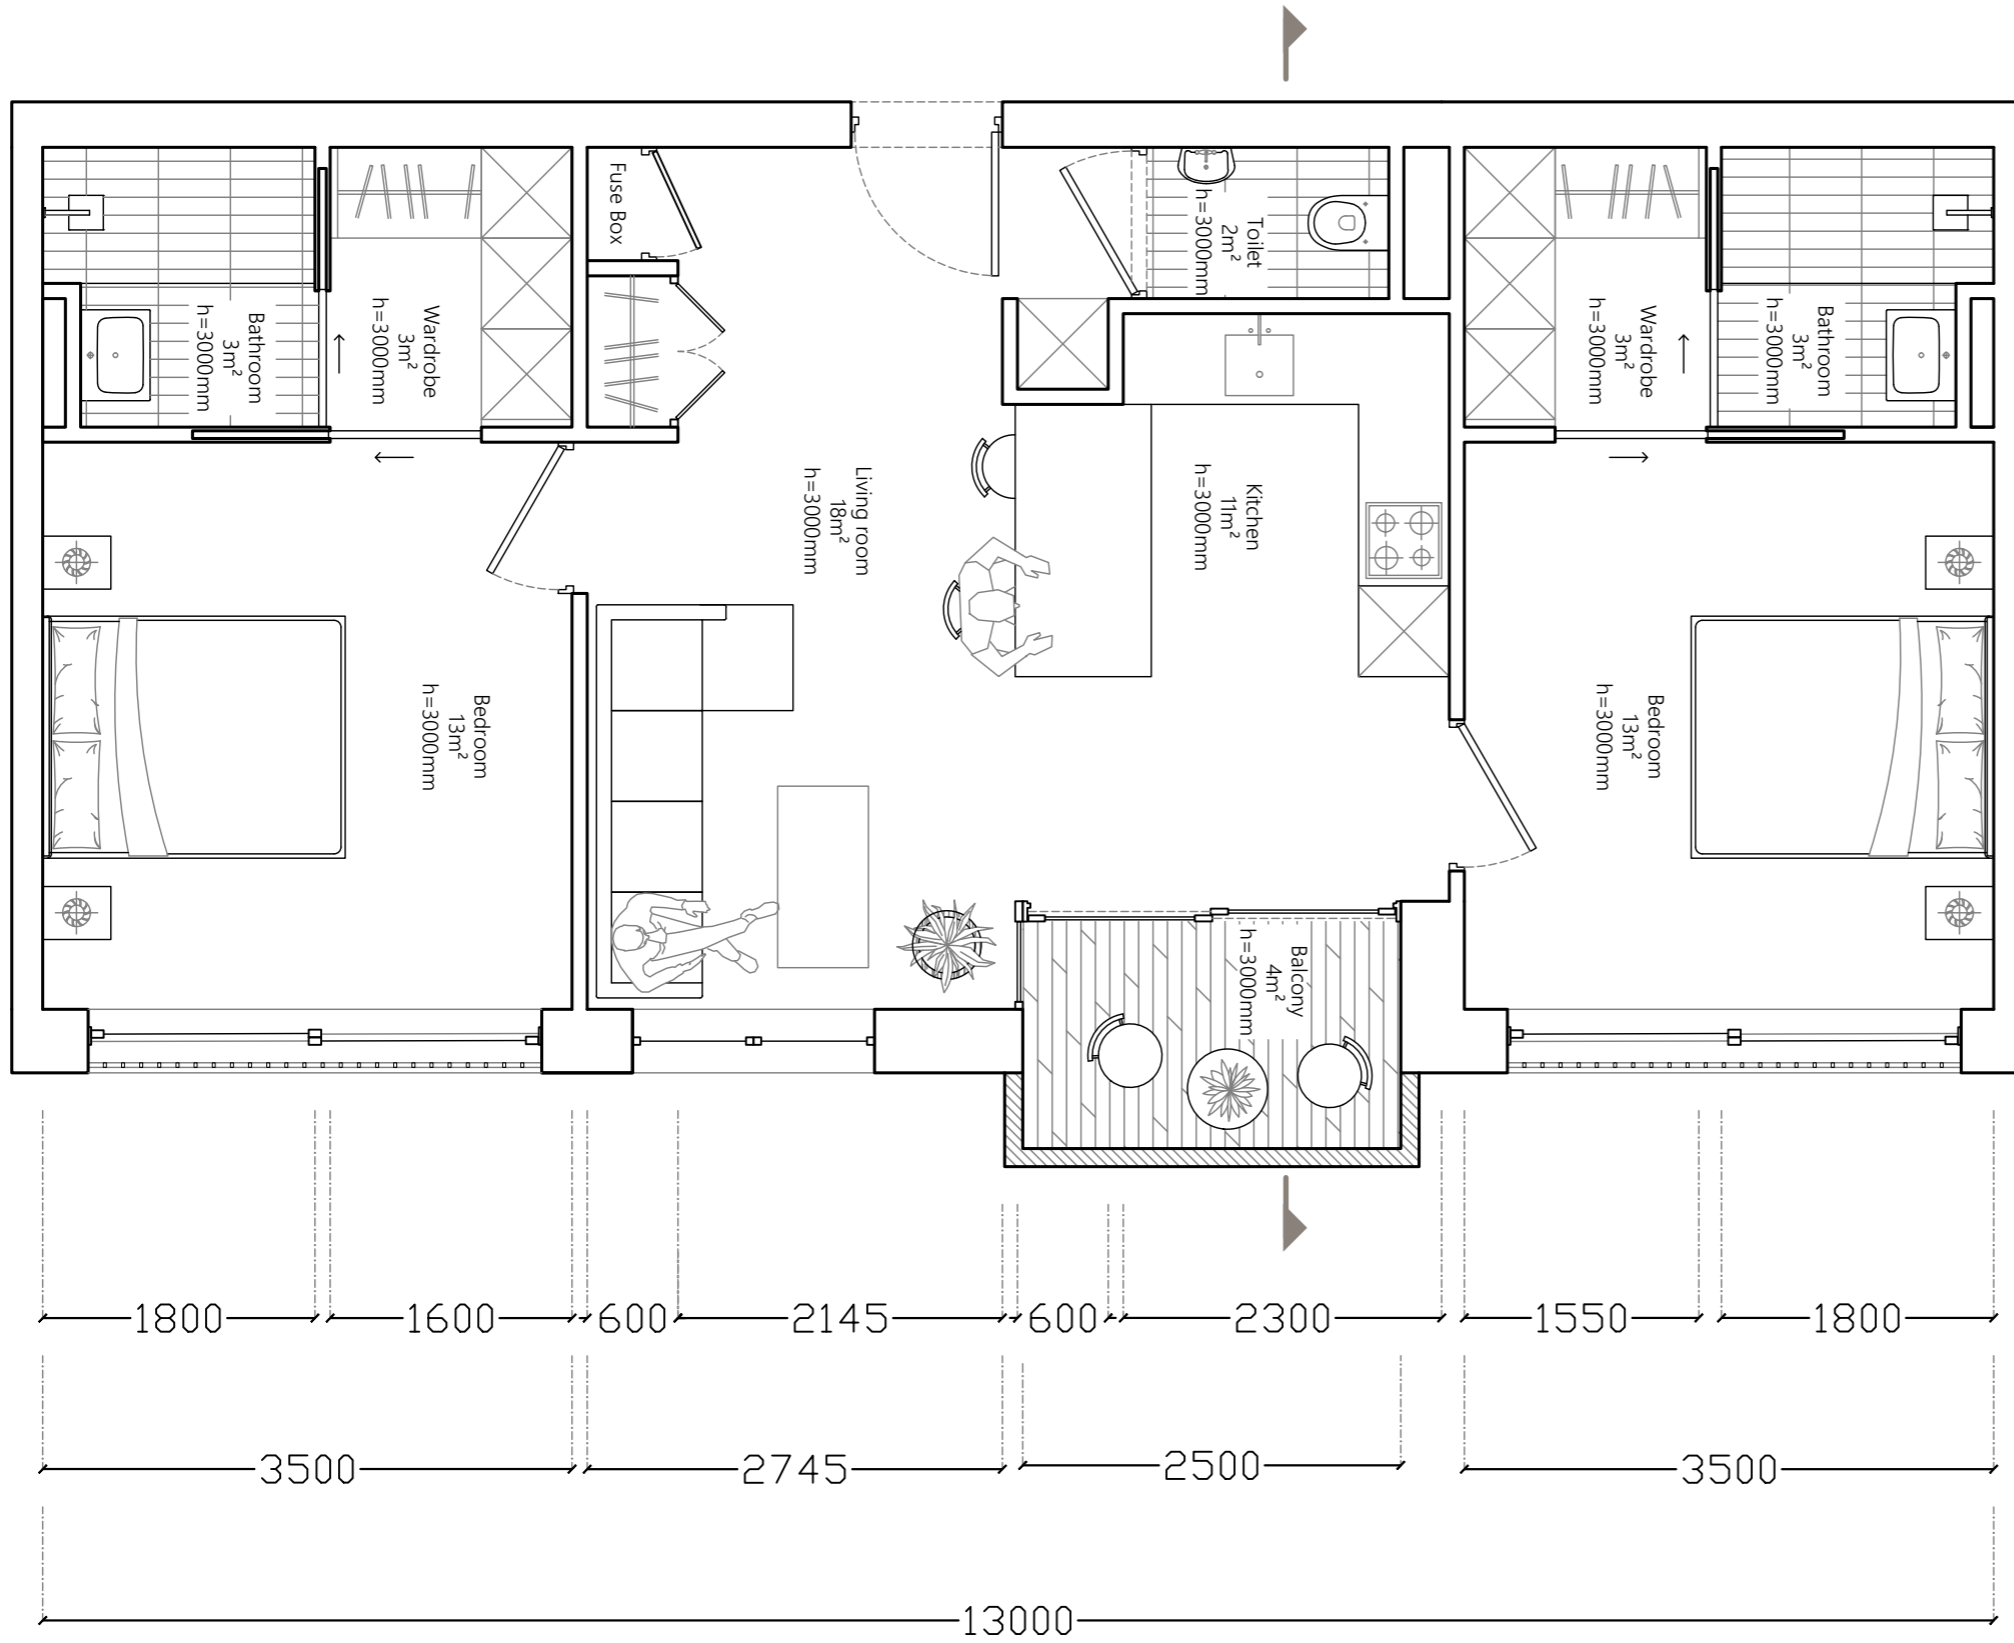 Fuse Box
Toilet
2m²
h=3000mm
Bathroom
3m²
h=3000mm
Wardrobe
3m²
h=3000mm
Wardrobe
3m²
h=3000mm
Bathroom
3m²
h=3000mm
Living room
18m²
h=3000mm
Kitchen
11m²
h=3000mm
Bedroom
13m²
h=3000mm
Bedroom
13m²
h=3000mm
Balcony
4m²
h=3000mm
1800 1600 600 2145 600 2300 1550 1800
3500 2745 2500 3500
13000